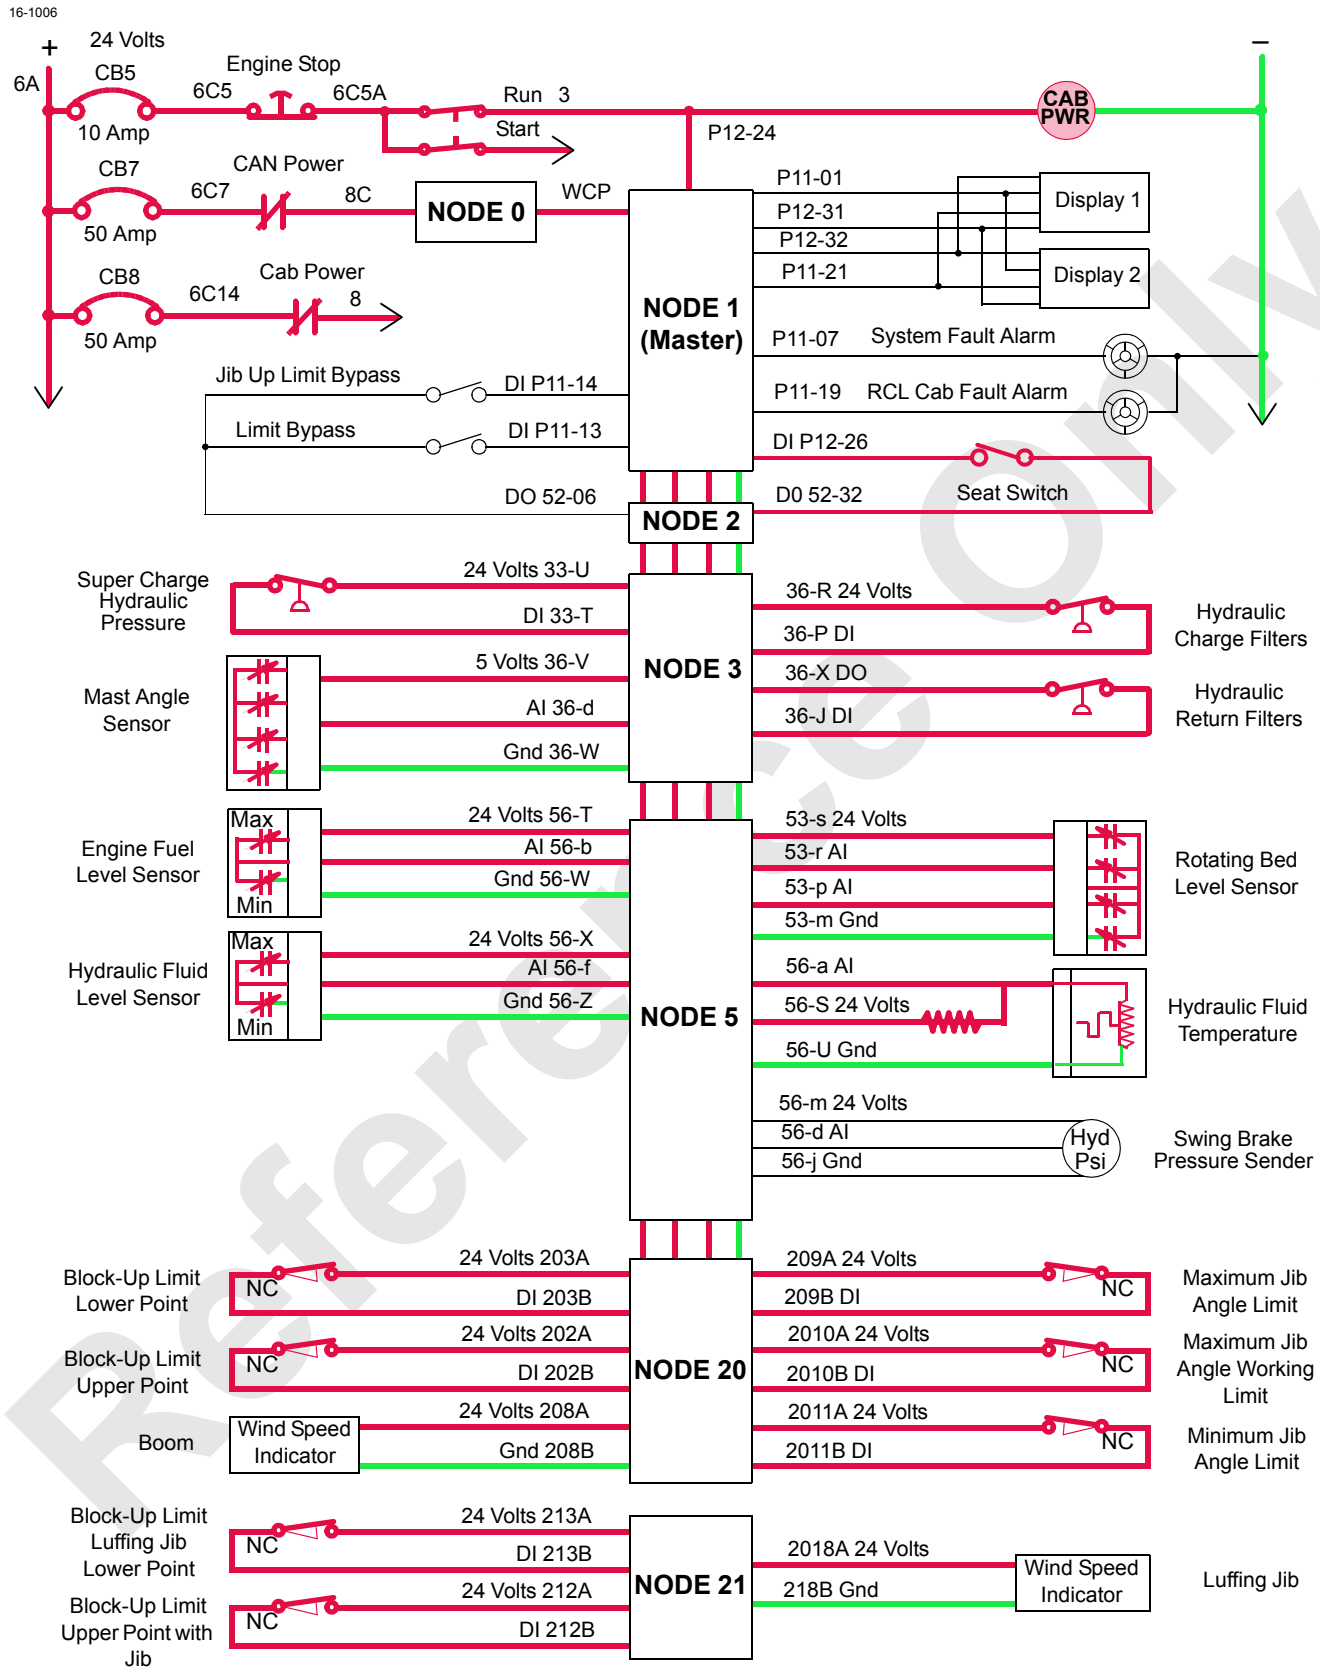 16-1006
+
24 Volts
–
6A
CB5
6C5
Engine Stop
6C5A
Run 3
CAB
PWR
10 Amp
Start
P12-24
CB7
6C7
CAN Power
8C
NODE 0
WCP
50 Amp
P11-01
P12-31
P12-32
P11-21
Display 1
Display 2
CB8
6C14
Cab Power
8
50 Amp
NODE 1
(Master)
P11-07
System Fault Alarm
Jib Up Limit Bypass
DI P11-14
P11-19
RCL Cab Fault Alarm
Limit Bypass
DI P11-13
DI P12-26
DO 52-06
NODE 2
D0 52-32
Seat Switch
Super Charge
Hydraulic
Pressure
24 Volts 33-U
DI 33-T
36-R 24 Volts
36-P DI
Hydraulic
Charge Filters
Mast Angle
Sensor
5 Volts 36-V
AI 36-d
Gnd 36-W
NODE 3
36-X DO
36-J DI
Hydraulic
Return Filters
Engine Fuel
Level Sensor
Max
Min
24 Volts 56-T
AI 56-b
Gnd 56-W
53-s 24 Volts
53-r AI
53-p AI
53-m Gnd
Rotating Bed
Level Sensor
Hydraulic Fluid
Level Sensor
Max
Min
24 Volts 56-X
AI 56-f
Gnd 56-Z
NODE 5
56-a AI
56-S 24 Volts
56-U Gnd
Hydraulic Fluid
Temperature
56-m 24 Volts
56-d AI
56-j Gnd
Hyd
Psi
Swing Brake
Pressure Sender
Block-Up Limit
Lower Point
NC
24 Volts 203A
DI 203B
209A 24 Volts
209B DI
NC
Maximum Jib
Angle Limit
Block-Up Limit
Upper Point
NC
24 Volts 202A
DI 202B
NODE 20
2010A 24 Volts
2010B DI
NC
Maximum Jib
Angle Working
Limit
Boom
Wind Speed
Indicator
24 Volts 208A
Gnd 208B
2011A 24 Volts
2011B DI
NC
Minimum Jib
Angle Limit
Block-Up Limit
Luffing Jib
Lower Point
NC
24 Volts 213A
DI 213B
NODE 21
2018A 24 Volts
218B Gnd
Wind Speed
Indicator
Luffing Jib
Block-Up Limit
Upper Point with
Jib
NC
24 Volts 212A
DI 212B
Reference Only